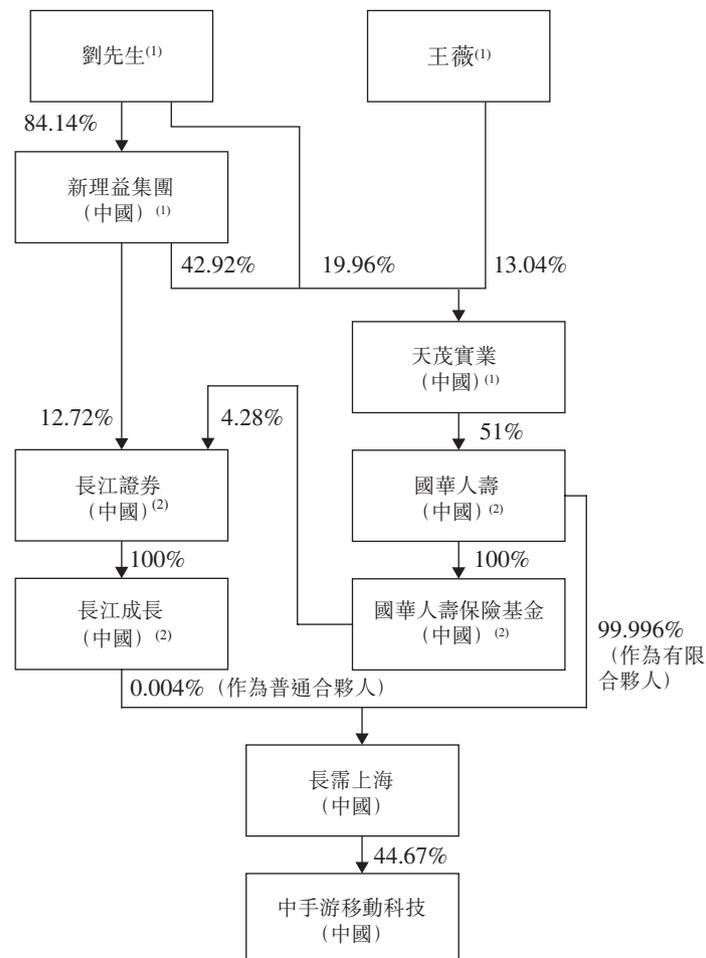 劉先生(1)
王薇(1)
84.14%
新理益集團
（中國）(1)
42.92%
19.96%
13.04%
天茂實業
（中國）(1)
12.72%
4.28%
51%
長江證券
（中國）(2)
國華人壽
（中國）(2)
100%
100%
長江成長
（中國）(2)
國華人壽保險基金
（中國）(2)
99.996%
（作為有限
合夥人）
0.004%（作為普通合夥人）
長霈上海
（中國）
44.67%
中手游移動科技
（中國）